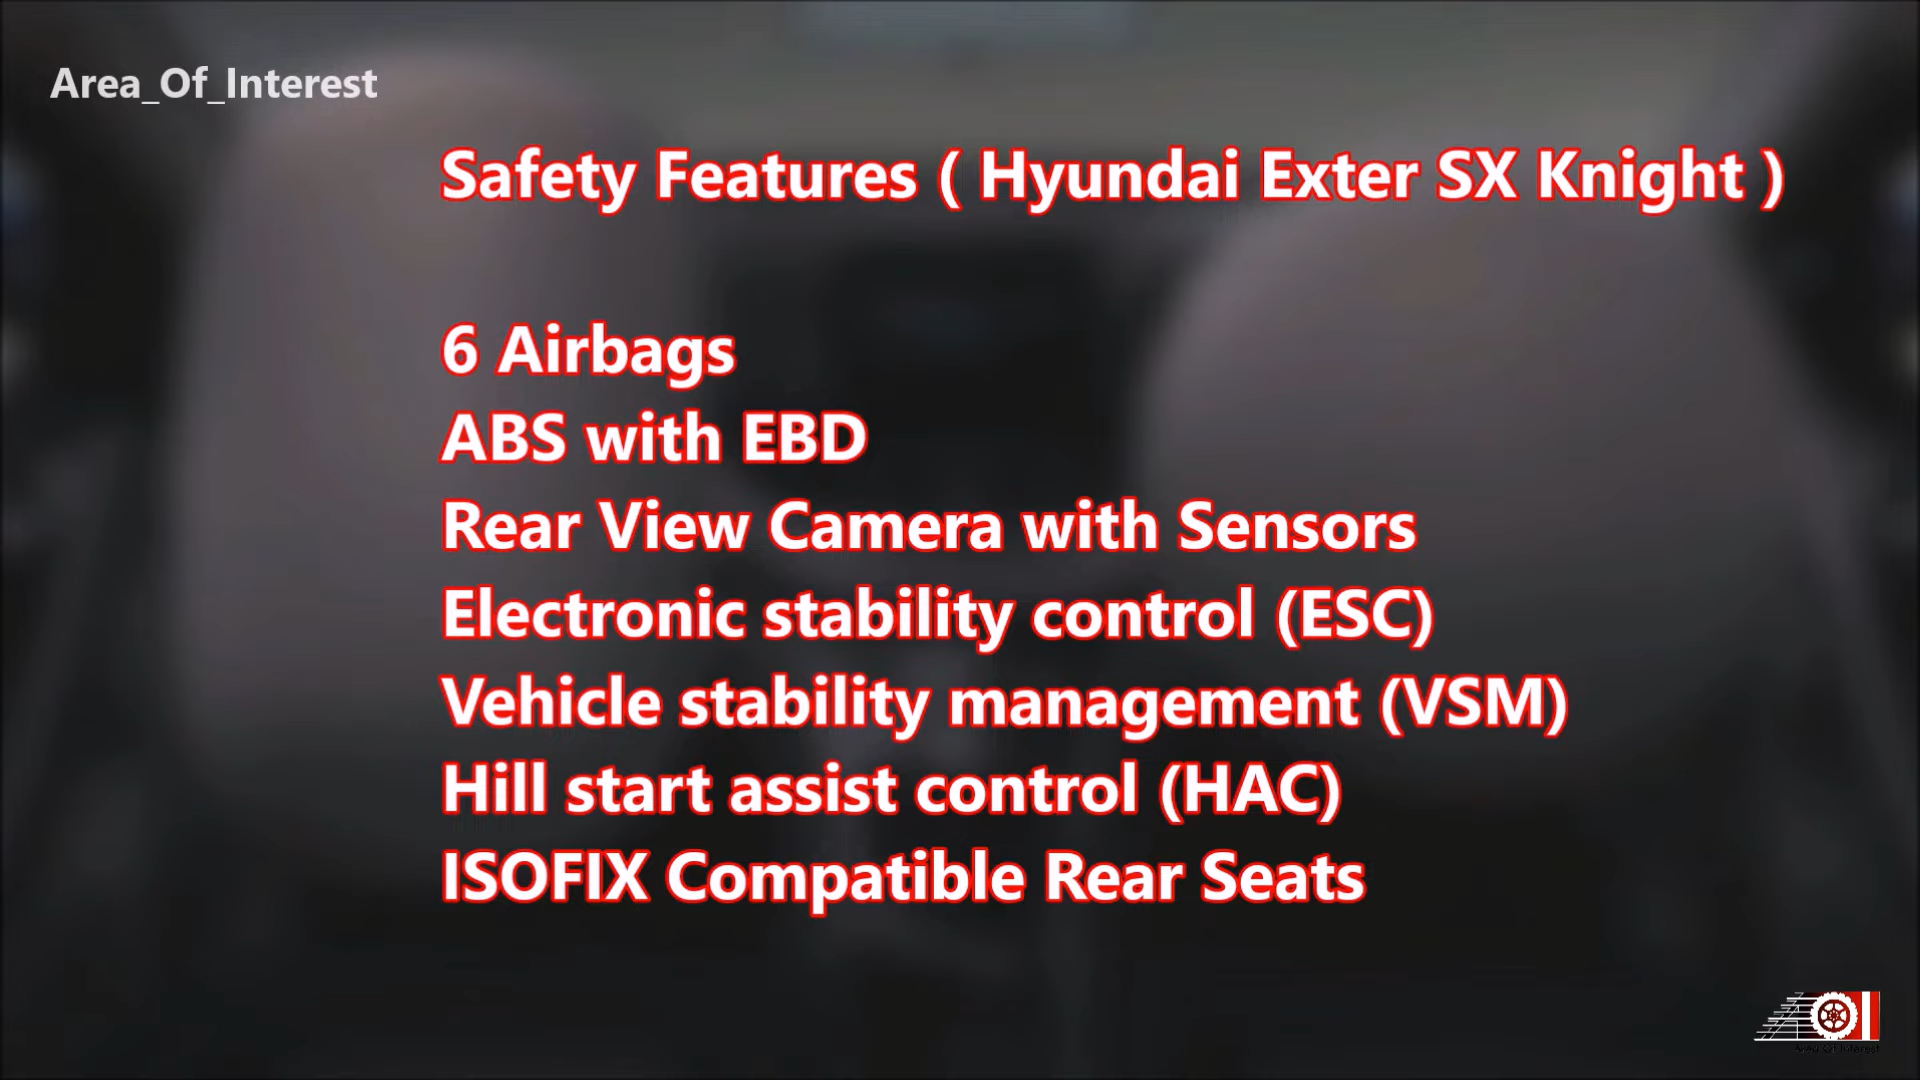 Area_Of_Interest
Safety Features ( Hyundai Exter SX Knight )
6 Airbags
ABS with EBD
Rear View Camera with Sensors
Electronic stability control (ESC)
Vehicle stability management (VSM)
Hill start assist control (HAC)
ISOFIX Compatible Rear Seats